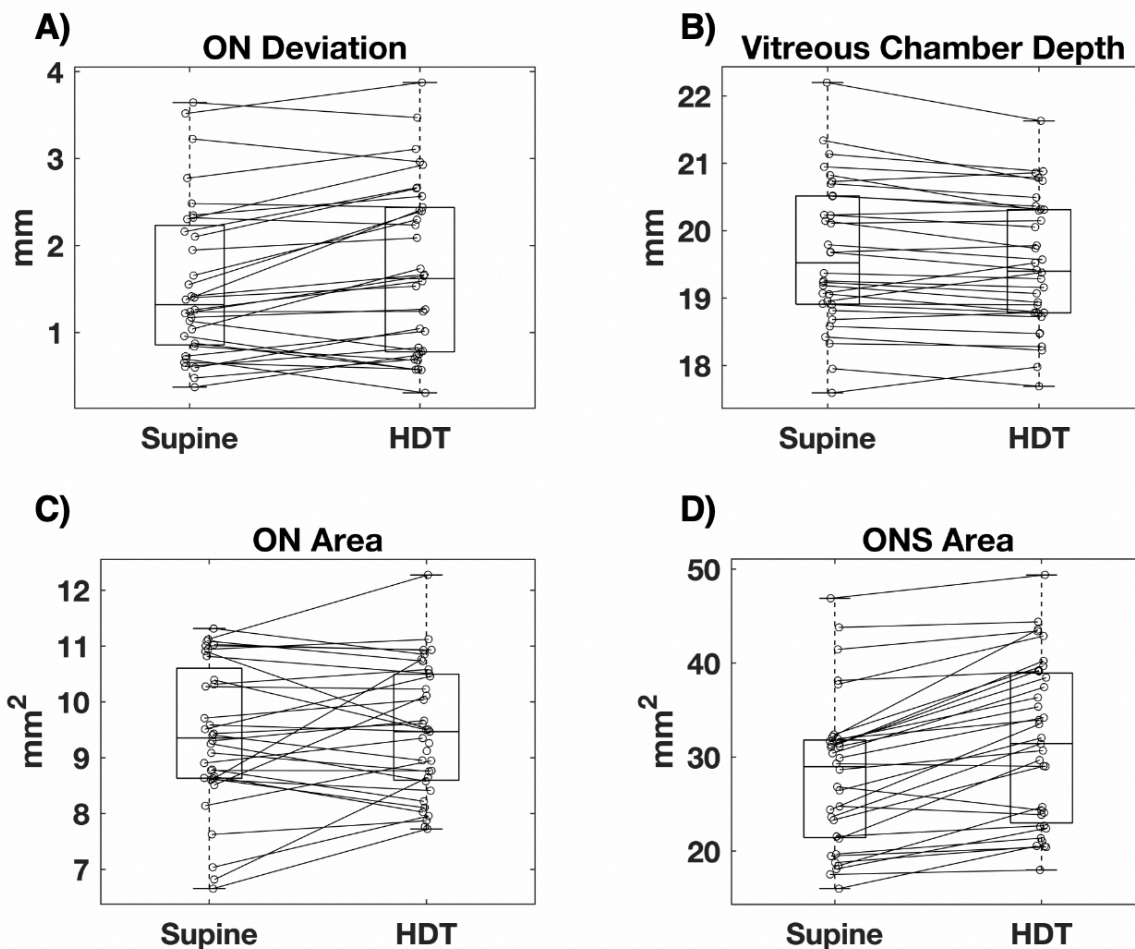 A)
ON Deviation
4
3
2
1
mm
Supine HDT
B)
Vitreous Chamber Depth
22
21
20
19
18
mm
Supine HDT
C)
ON Area
12
11
10
9
8
7
mm²
Supine HDT
D)
ONS Area
50
40
30
20
mm²
Supine HDT